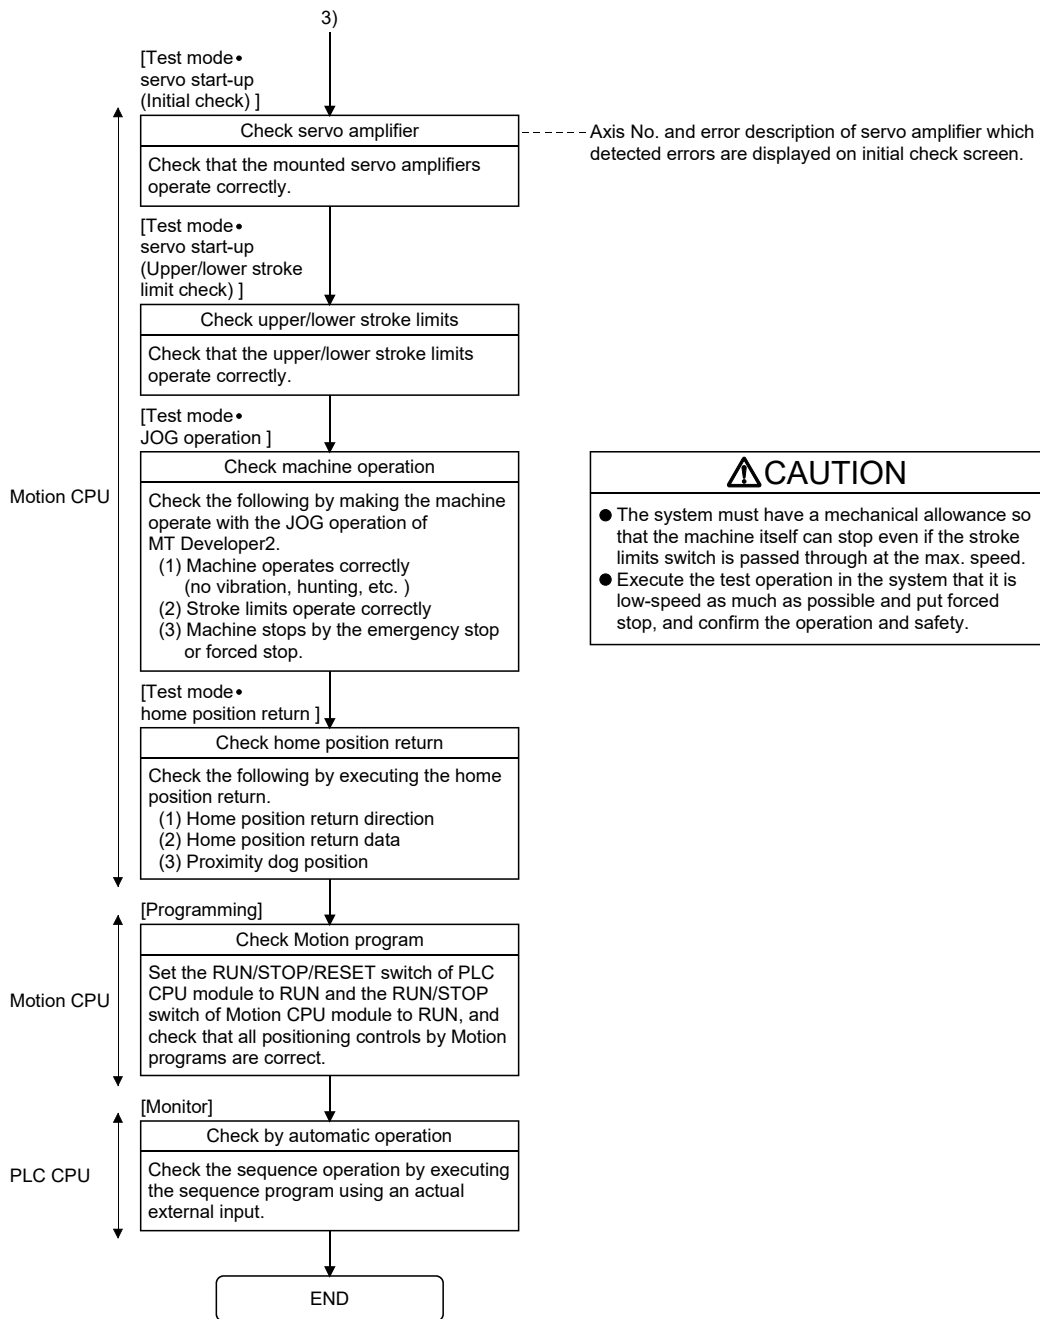 3)
[Test mode•
servo start-up
(Initial check) ]
Check servo amplifier
Check that the mounted servo amplifiers
operate correctly.
Axis No. and error description of servo amplifier which
detected errors are displayed on initial check screen.
[Test mode•
servo start-up
(Upper/lower stroke
limit check) ]
Check upper/lower stroke limits
Check that the upper/lower stroke limits
operate correctly.
[Test mode•
JOG operation ]
Motion CPU
Check machine operation
Check the following by making the machine
operate with the JOG operation of
MT Developer2.
(1) Machine operates correctly
(no vibration, hunting, etc. )
(2) Stroke limits operate correctly
(3) Machine stops by the emergency stop
or forced stop.
⚠CAUTION
● The system must have a mechanical allowance so
that the machine itself can stop even if the stroke
limits switch is passed through at the max. speed.
● Execute the test operation in the system that it is
low-speed as much as possible and put forced
stop, and confirm the operation and safety.
[Test mode•
home position return ]
Check home position return
Check the following by executing the home
position return.
(1) Home position return direction
(2) Home position return data
(3) Proximity dog position
[Programming]
Motion CPU
Check Motion program
Set the RUN/STOP/RESET switch of PLC
CPU module to RUN and the RUN/STOP
switch of Motion CPU module to RUN, and
check that all positioning controls by Motion
programs are correct.
[Monitor]
PLC CPU
Check by automatic operation
Check the sequence operation by executing
the sequence program using an actual
external input.
END